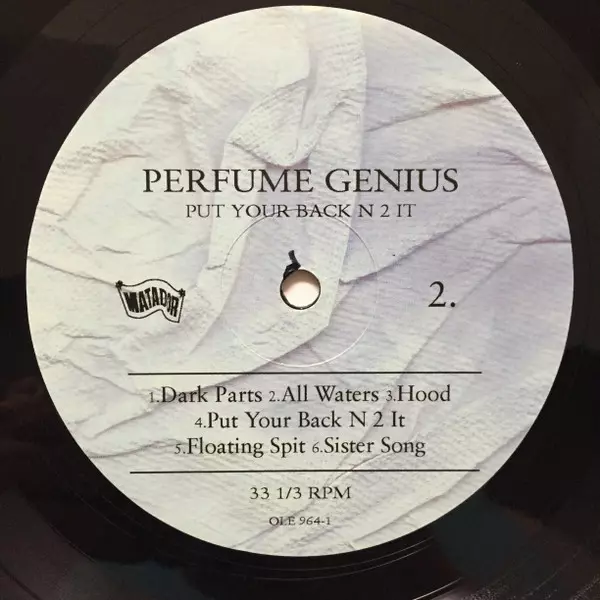 PERFUME GENIUS
PUT YOUR BACK N 2 IT
MATADOR
2.
1.Dark Parts 2.All Waters 3.Hood
4.Put Your Back N 2 It
5.Floating Spit 6.Sister Song
33 1/3 RPM
OLE 964-1